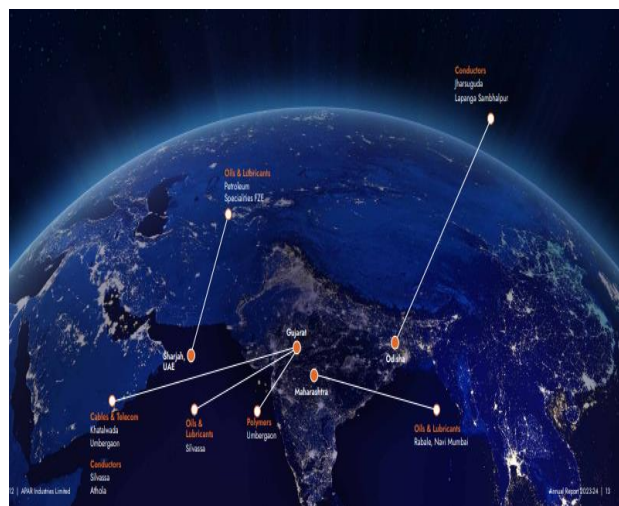 Conductors
Jharsuguda
Lapanga Sambhalpur
Oils & Lubricants
Petroleum
Specialities FZE
Gujarat
Sharjah,
UAE
Odisha
Maharashtra
Cables & Telecom
Khatalwada
Umbergaon
Conductors
Silvassa
Athola
Oils &
Lubricants
Silvassa
Polymers
Umbergaon
Oils & Lubricants
Rabale, Navi Mumbai
12 | APAR Industries Limited
Annual Report 2023-24 | 13